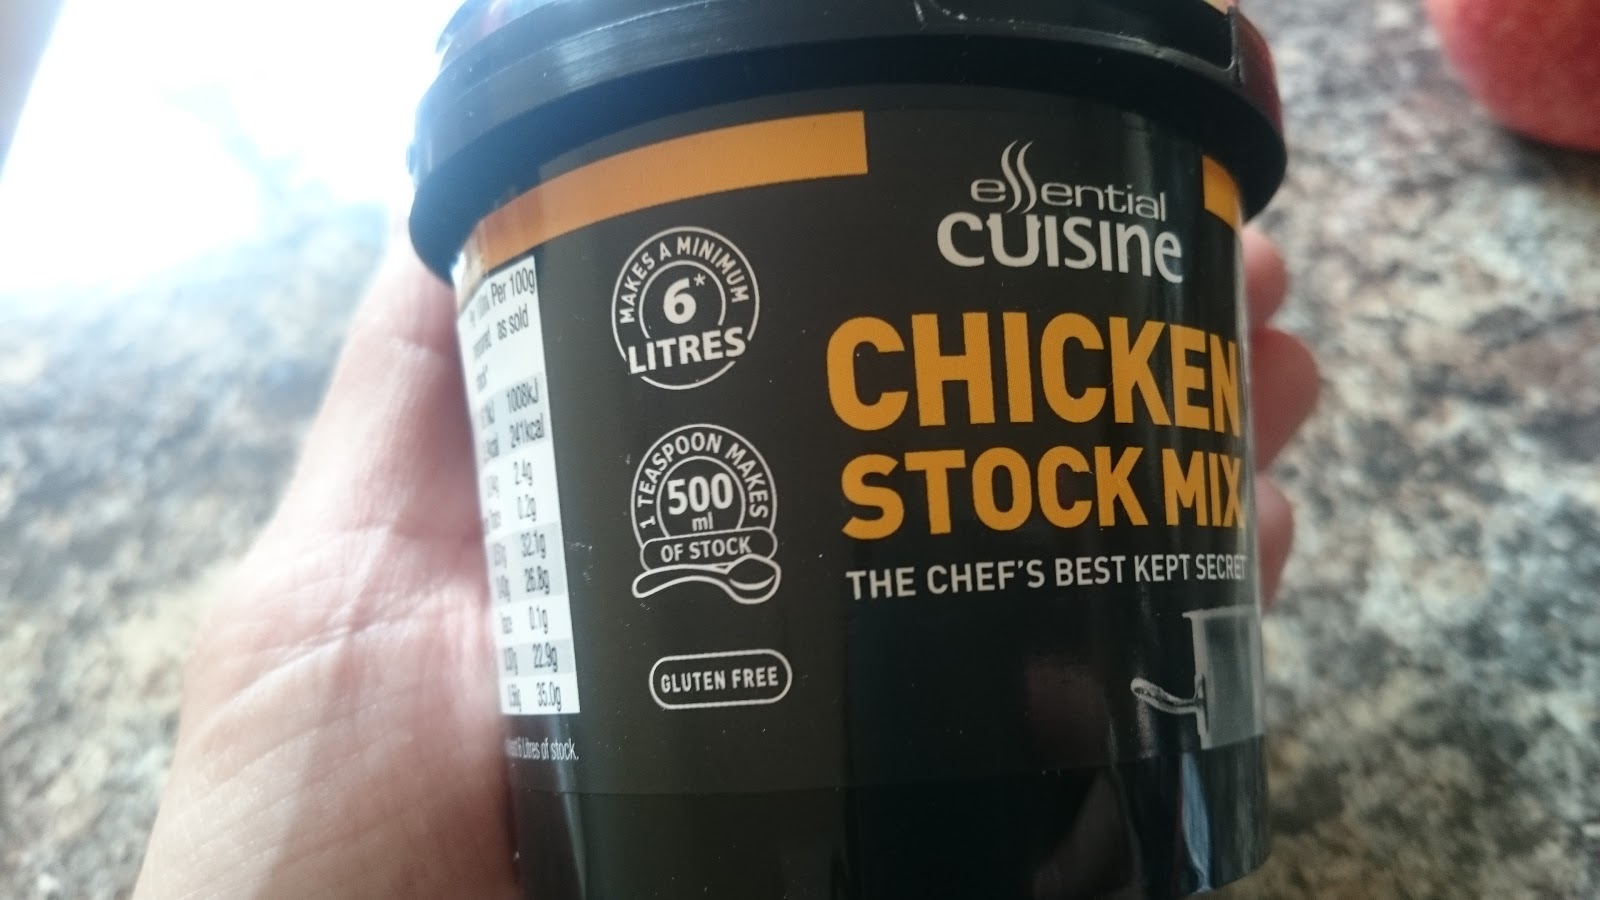 essential
CUISINE
CHICKEN
STOCK MIX
THE CHEF'S BEST KEPT SECRET
MAKES A MINIMUM
6*
LITRES
1 TEASPOON MAKES
500
ml
OF STOCK
GLUTEN FREE
Per 100g
as sold
1008kJ
241kcal
2.4g
0.2g
32.1g
26.8g
0.1g
22.9g
35.0g
6 Litres of stock.